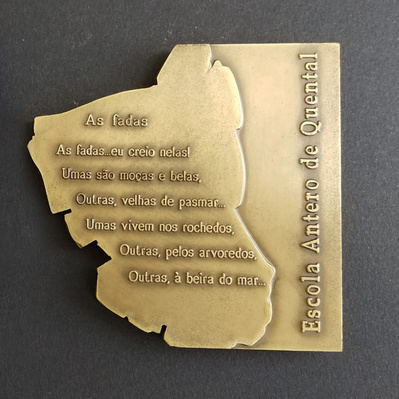 As fadas
As fadas...eu creio nelas!
Umas são moças e belas,
Outras, velhas de pasmar...
Umas vivem nos rochedos,
Outras, pelos arvoredos,
Outras, à beira do mar...
Escola Antero de Quental